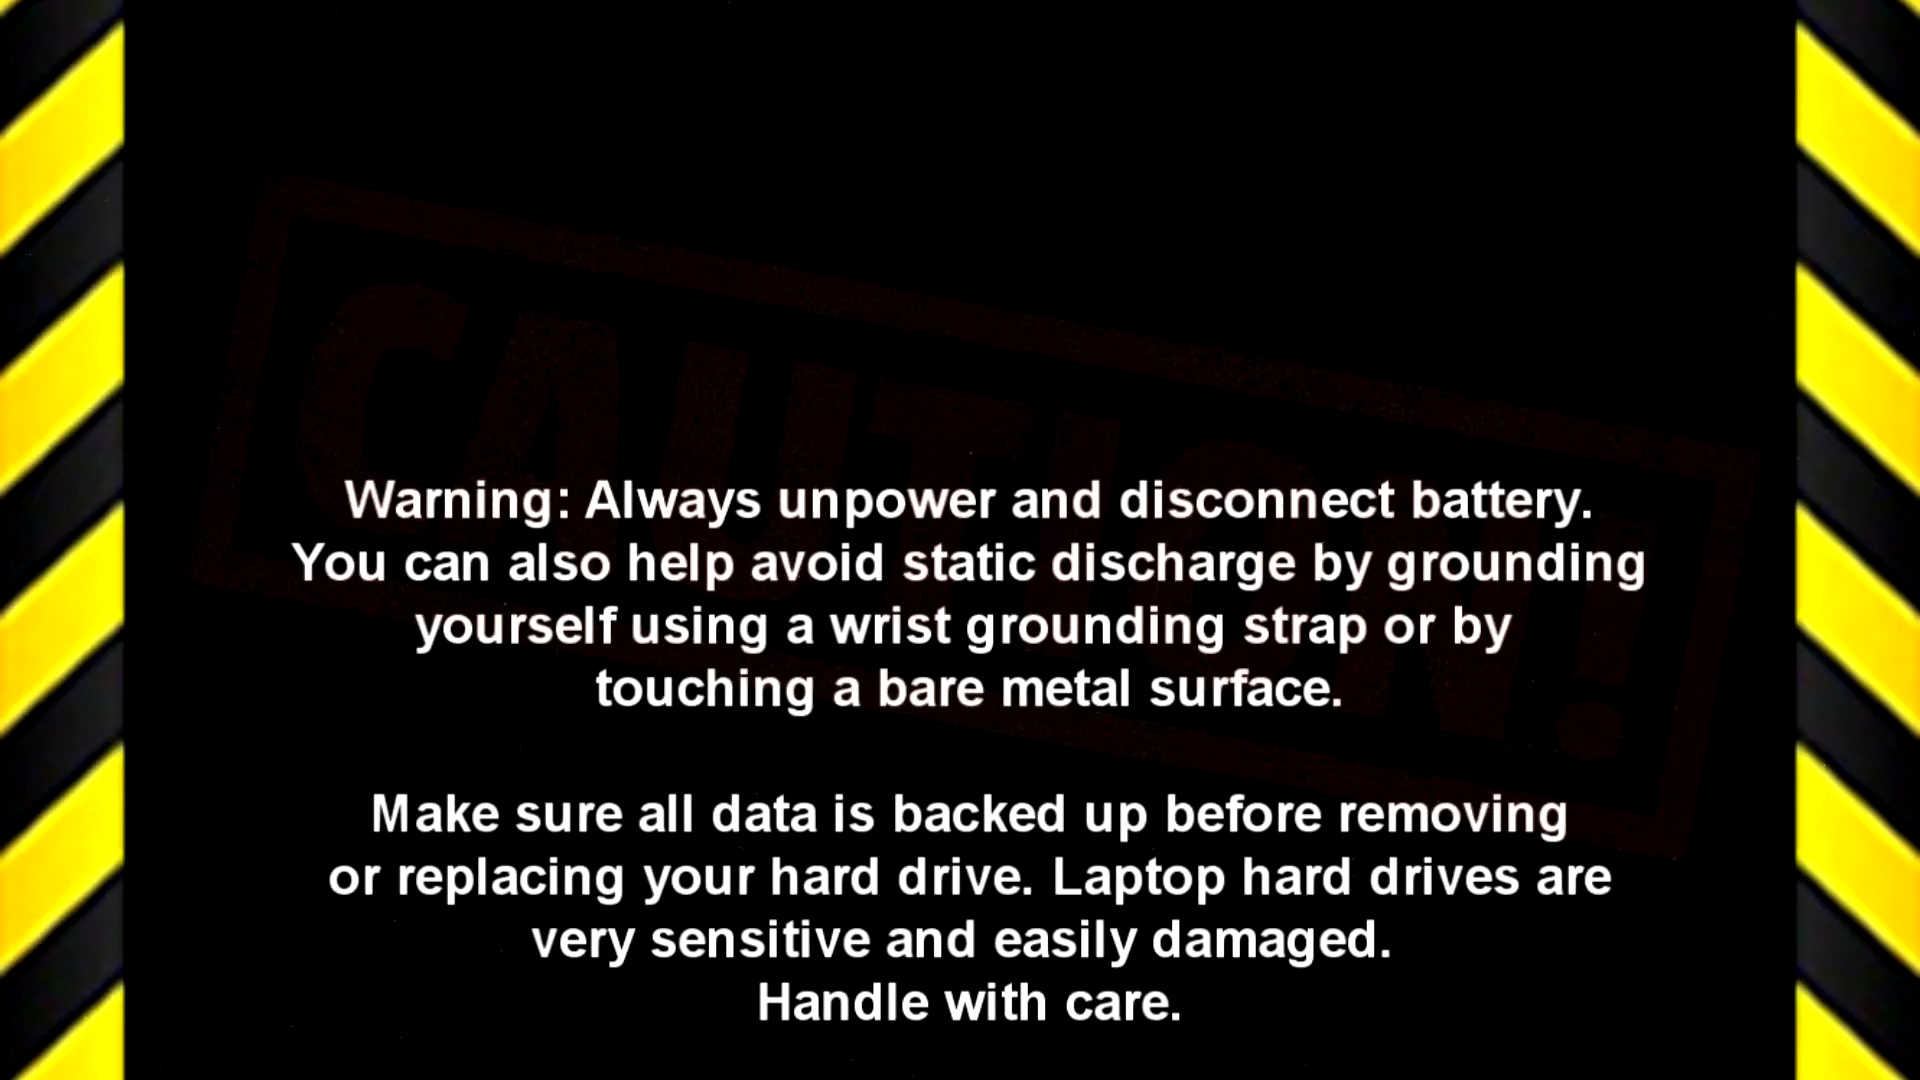 CAUTION!
Warning: Always unpower and disconnect battery.
You can also help avoid static discharge by grounding
yourself using a wrist grounding strap or by
touching a bare metal surface.
Make sure all data is backed up before removing
or replacing your hard drive. Laptop hard drives are
very sensitive and easily damaged.
Handle with care.